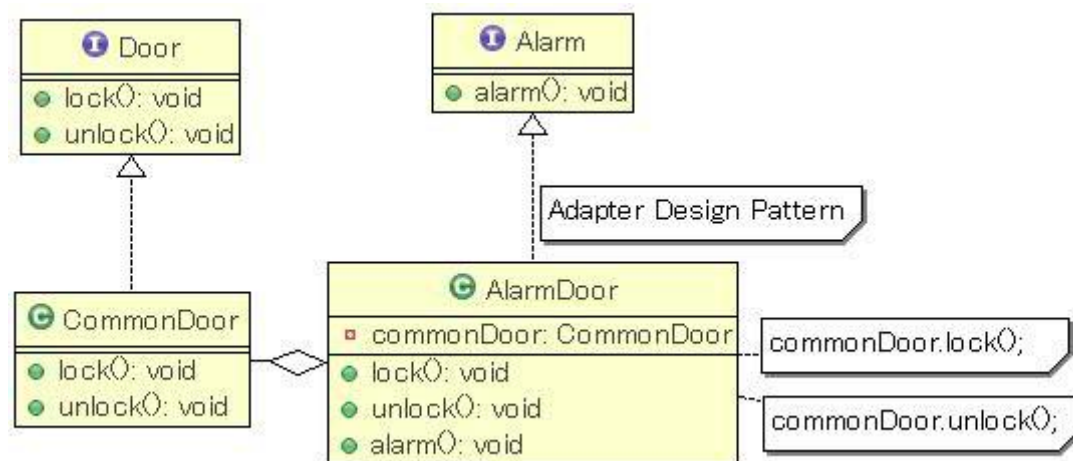 I Door
lock(): void
unlock(): void
I Alarm
alarm(): void
Adapter Design Pattern
C CommonDoor
lock(): void
unlock(): void
C AlarmDoor
commonDoor: CommonDoor
lock(): void
unlock(): void
alarm(): void
commonDoor.lock();
commonDoor.unlock();